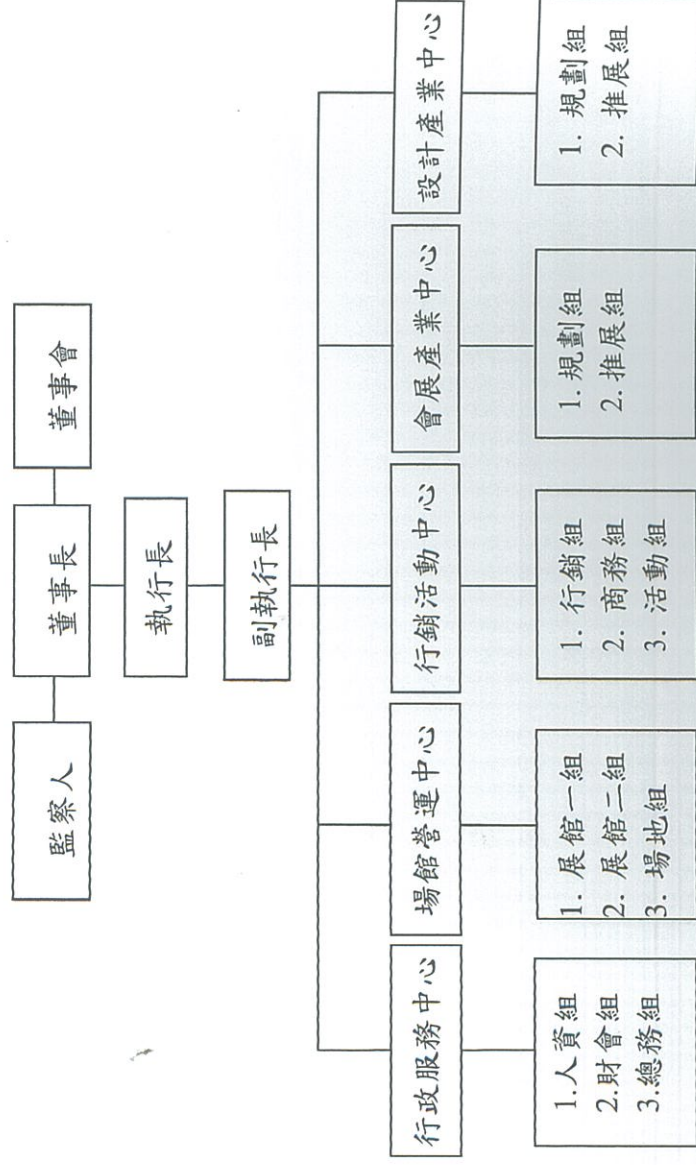 監察人
董事長
董事會
執行長
副執行長
行政服務中心
場館營運中心
行銷活動中心
會展產業中心
設計產業中心
1.人資組
2.財會組
3.總務組
1. 展館一組
2. 展館二組
3. 場地組
1. 行銷組
2. 商務組
3. 活動組
1. 規劃組
2. 推展組
1. 規劃組
2. 推展組